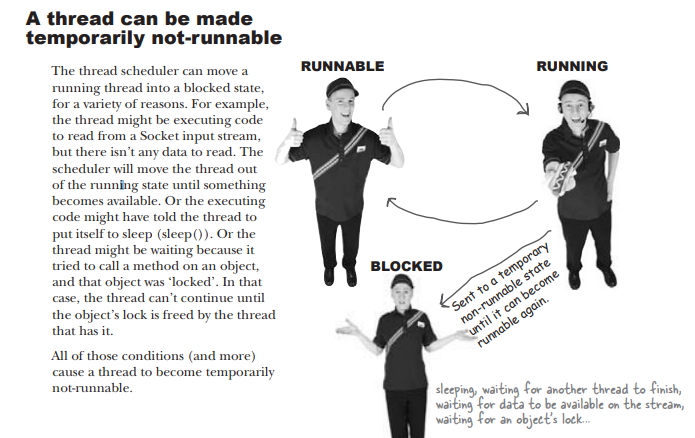 A thread can be made
temporarily not-runnable
The thread scheduler can move a
running thread into a blocked state,
for a variety of reasons. For example,
the thread might be executing code
to read from a Socket input stream,
but there isn't any data to read. The
scheduler will move the thread out
of the running state until something
becomes available. Or the executing
code might have told the thread to
put itself to sleep (sleep()). Or the
thread might be waiting because it
tried to call a method on an object,
and that object was 'locked'. In that
case, the thread can't continue until
the object's lock is freed by the thread
that has it.
All of those conditions (and more)
cause a thread to become temporarily
not-runnable.
RUNNABLE
RUNNING
BLOCKED
Sent to a temporary
non-runnable state
until it can become
runnable again.
sleeping, waiting for another thread to finish,
waiting for data to be available on the stream,
waiting for an object's lock...